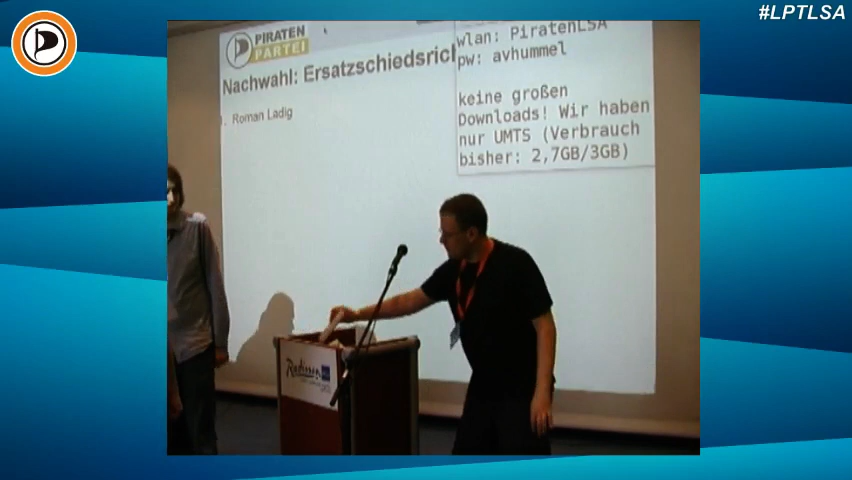 #LPTLSA
PIRATEN
PARTEI
Nachwahl: Ersatzschiedsric
Roman Ladig
wlan: PiratenLSA
pw: avhummel
keine großen
Downloads! Wir haben
nur UMTS (Verbrauch
bisher: 2,7GB/3GB)
Radisson